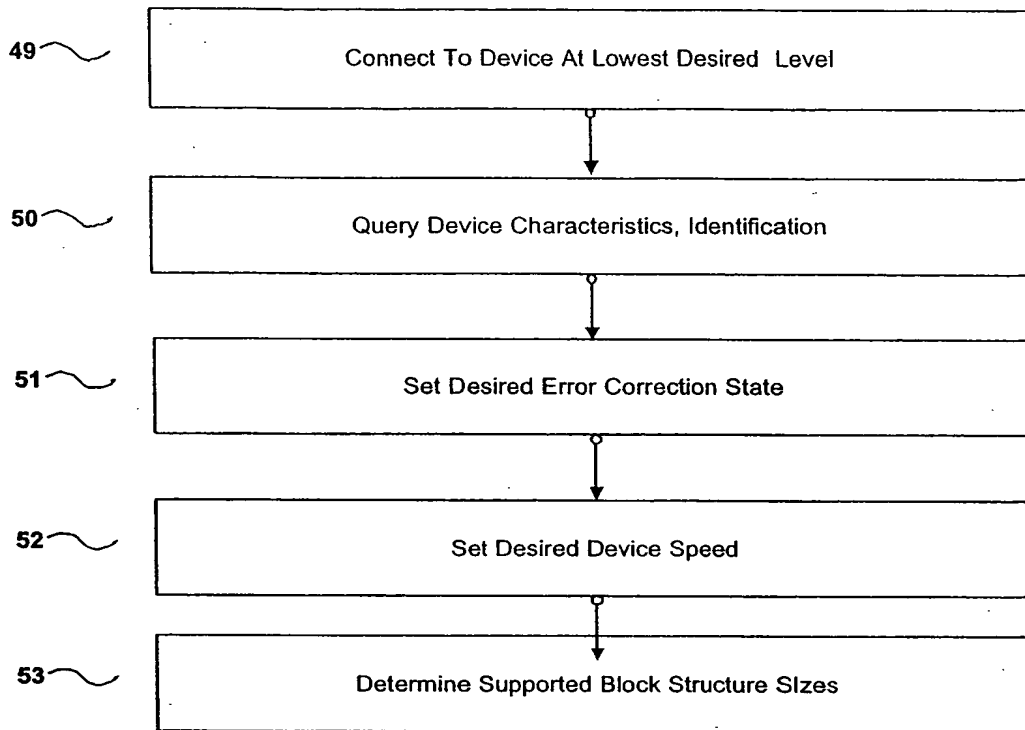 49 Connect To Device At Lowest Desired Level
50 Query Device Characteristics, Identification
51 Set Desired Error Correction State
52 Set Desired Device Speed
53 Determine Supported Block Structure SIzes